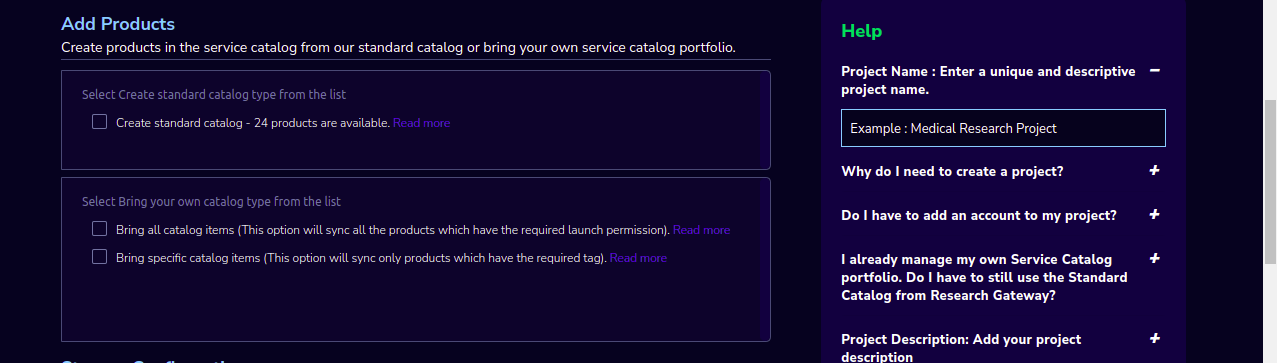 Add Products
Create products in the service catalog from our standard catalog or bring your own service catalog portfolio.
Select Create standard catalog type from the list
Create standard catalog - 24 products are available. Read more
Select Bring your own catalog type from the list
Bring all catalog items (This option will sync all the products which have the required launch permission). Read more
Bring specific catalog items (This option will sync only products which have the required tag). Read more
Help
Project Name : Enter a unique and descriptive
project name.
Example : Medical Research Project
Why do I need to create a project?
Do I have to add an account to my project?
I already manage my own Service Catalog
portfolio. Do I have to still use the Standard
Catalog from Research Gateway?
Project Description: Add your project
description